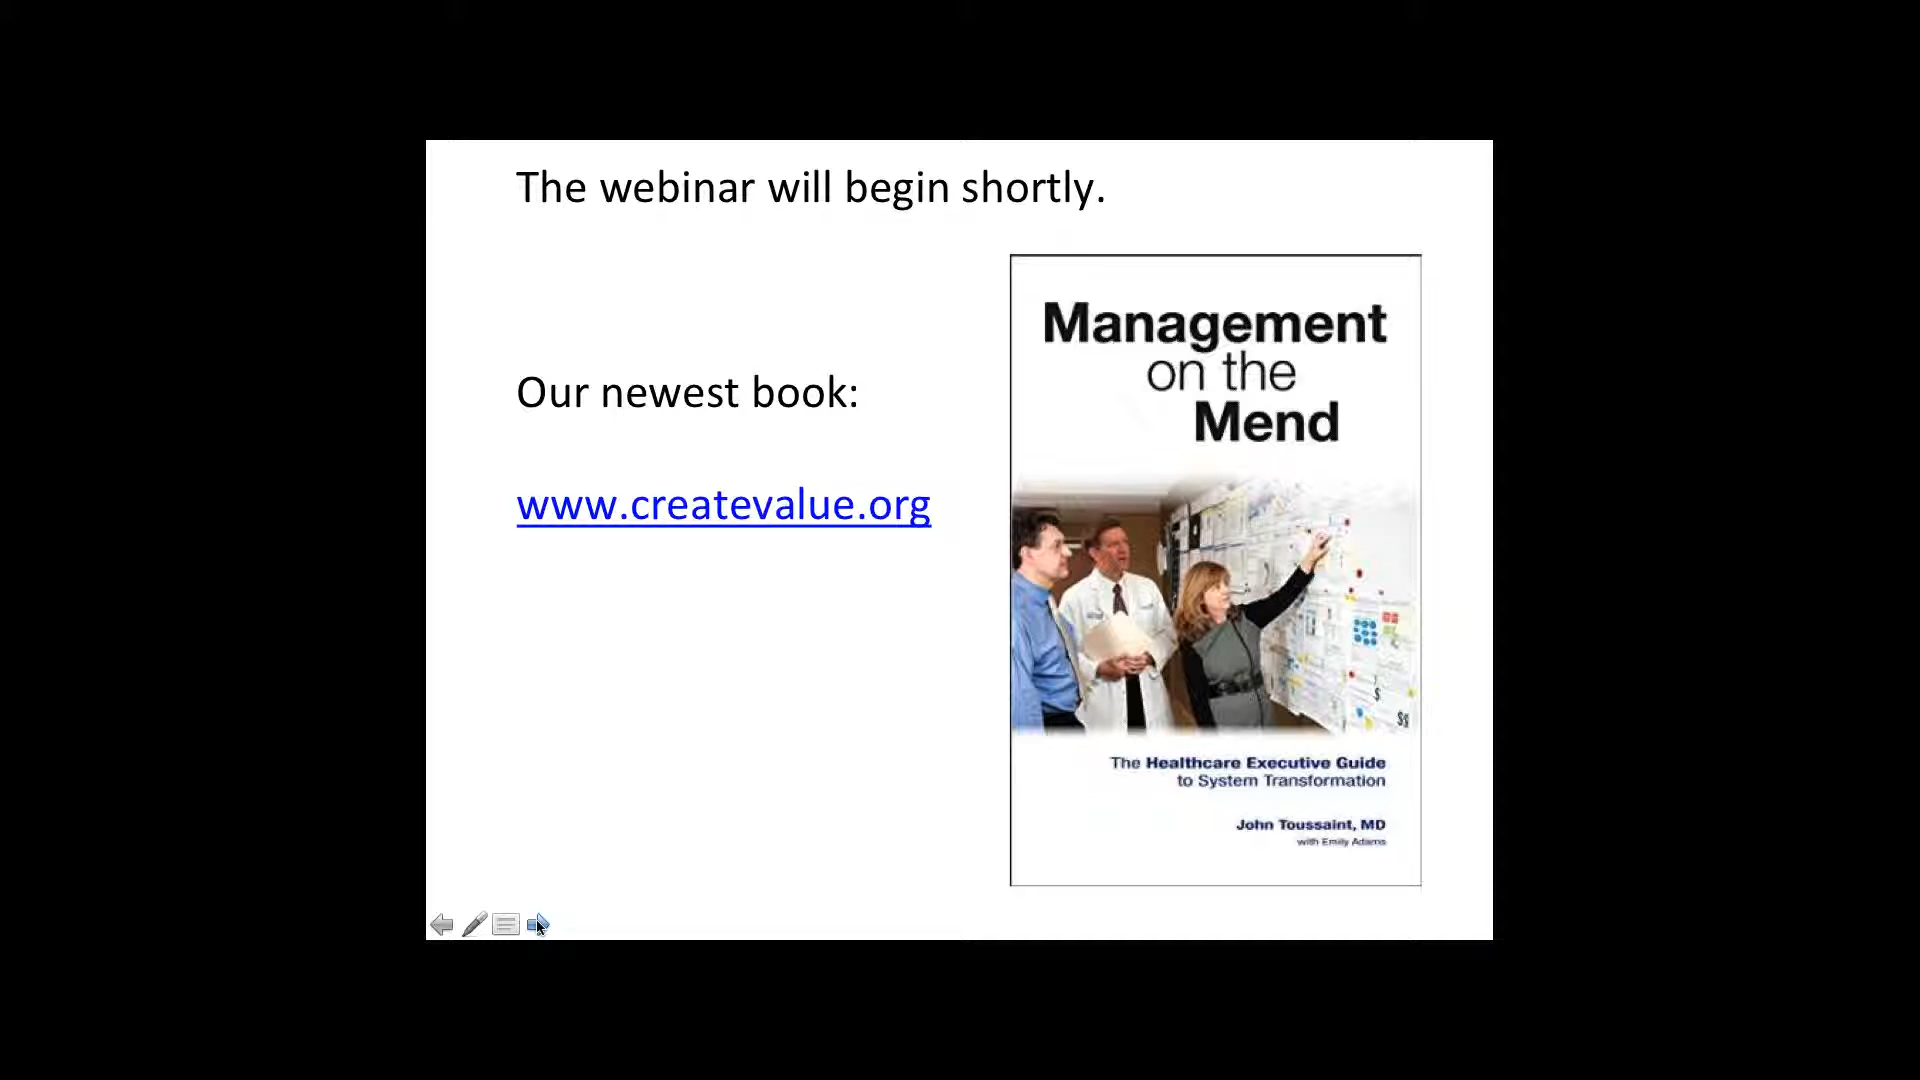 The webinar will begin shortly.
Our newest book:
www.createvalue.org
Management
on the
Mend
$
$$
The Healthcare Executive Guide
to System Transformation
John Toussaint, MD
with Emily Adams